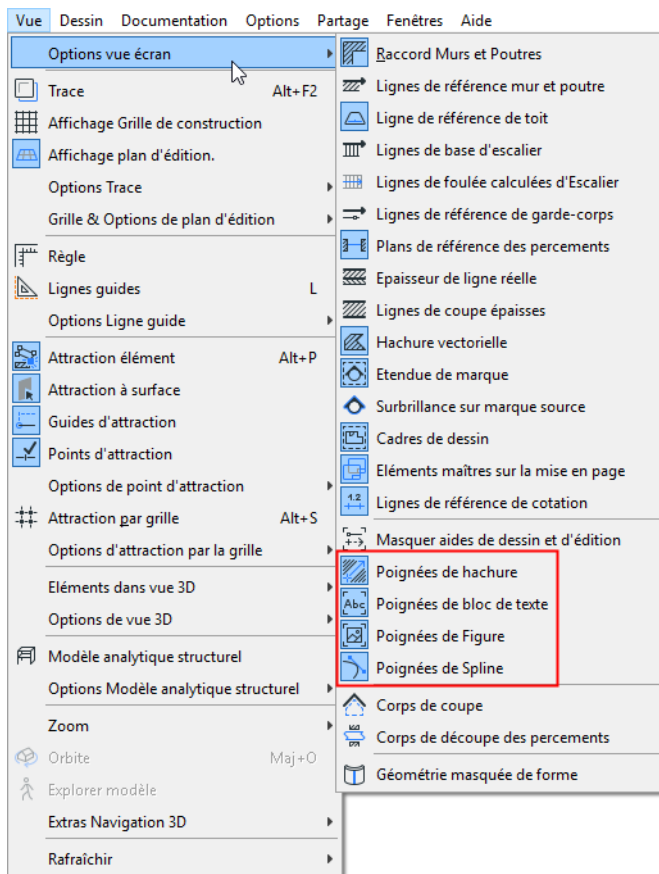 Vue Dessin Documentation Options Partage Fenêtres Aide
Options vue écran
Trace Alt+F2
Affichage Grille de construction
Affichage plan d'édition.
Options Trace
Grille & Options de plan d'édition
Règle
Lignes guides L
Options Ligne guide
Attraction élément Alt+P
Attraction à surface
Guides d'attraction
Points d'attraction
Options de point d'attraction
Attraction par grille Alt+S
Options d'attraction par la grille
Eléments dans vue 3D
Options de vue 3D
Modèle analytique structurel
Options Modèle analytique structurel
Zoom
Orbite Maj+O
Explorer modèle
Extras Navigation 3D
Rafraîchir
Raccord Murs et Poutres
Lignes de référence mur et poutre
Ligne de référence de toit
Lignes de base d'escalier
Lignes de foulée calculées d'Escalier
Lignes de référence de garde-corps
Plans de référence des percements
Epaisseur de ligne réelle
Lignes de coupe épaisses
Hachure vectorielle
Etendue de marque
Surbrillance sur marque source
Cadres de dessin
Eléments maîtres sur la mise en page
1.2 Lignes de référence de cotation
Masquer aides de dessin et d'édition
Poignées de hachure
Abc Poignées de bloc de texte
Poignées de Figure
Poignées de Spline
Corps de coupe
Corps de découpe des percements
Géométrie masquée de forme